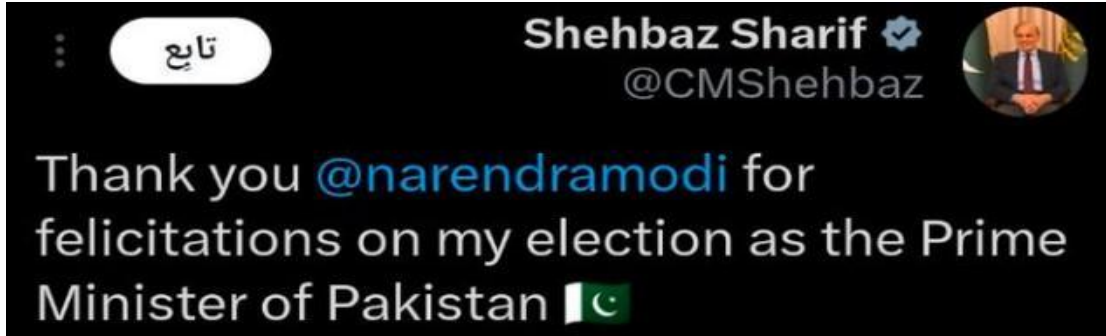 Shehbaz Sharif
تابع
@CMShehbaz
Thank you @narendramodi for
felicitations on my election as the Prime
Minister of Pakistan 🇵🇰